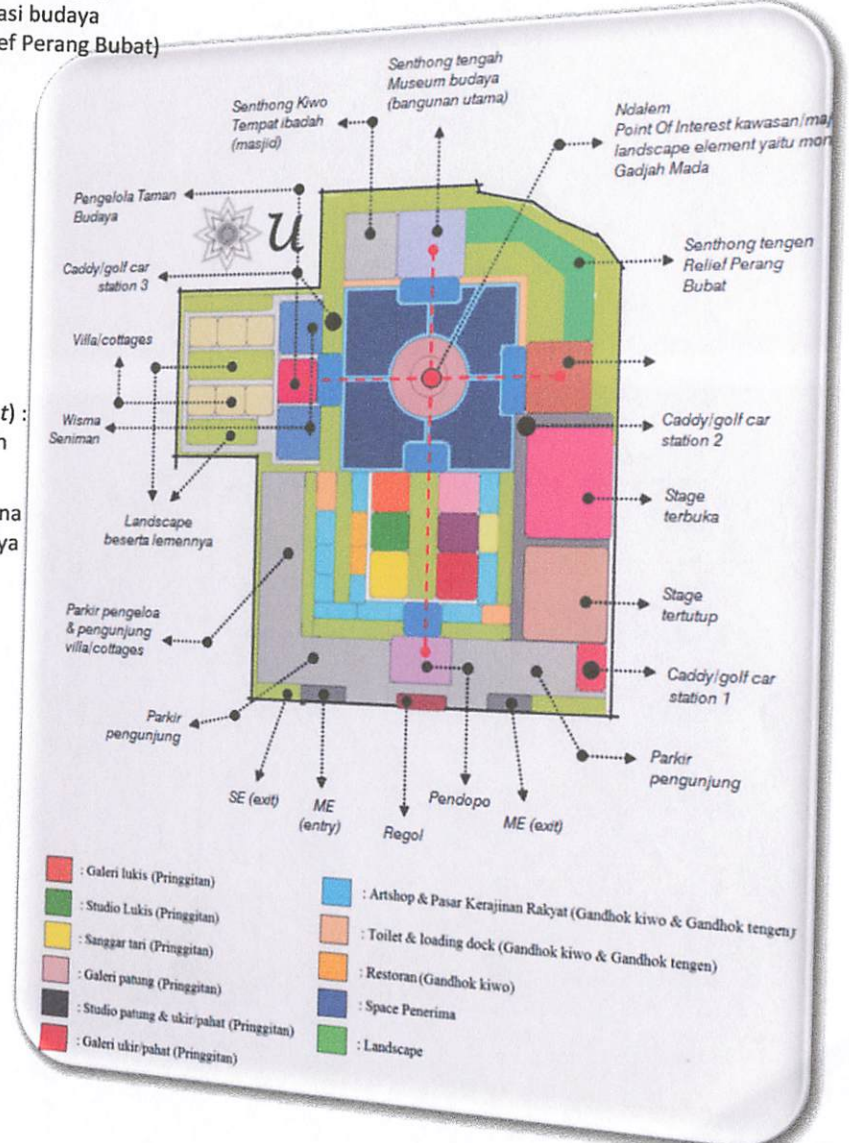 asi budaya
ef Perang Bubat)
Senthong tengah
Museum budaya
(bangunan utama)
Senthong Kiwo
Tempat ibadah
(masjid)
Ndalem
Point Of Interest kawasan/maj
landscape element yaitu mon
Gadjah Mada
Pengelola Taman
Budaya
U
Senthong tengen
Relief Perang
Bubat
Caddy/golf car
station 3
Villa/cottages
t) :
n
Wisma
Seniman
Caddy/golf car
station 2
na
ya
Stage
terbuka
Landscape
beserta lemennya
Stage
tertutup
Parkir pengeloa
& pengunjung
villa/cottages
Caddy/golf car
station 1
Parkir
pengunjung
Parkir
pengunjung
SE (exit)
ME
(entry)
Regol
Pendopo
ME (exit)
: Galeri lukis (Pringgitan)
: Studio Lukis (Pringgitan)
: Sanggar tari (Pringgitan)
: Galeri patung (Pringgitan)
: Studio patung & ukir/pahat (Pringgitan)
: Galeri ukir/pahat (Pringgitan)
: Artshop & Pasar Kerajinan Rakyat (Gandhok kiwo & Gandhok tengen)
: Toilet & loading dock (Gandhok kiwo & Gandhok tengen)
: Restoran (Gandhok kiwo)
: Space Penerima
: Landscape